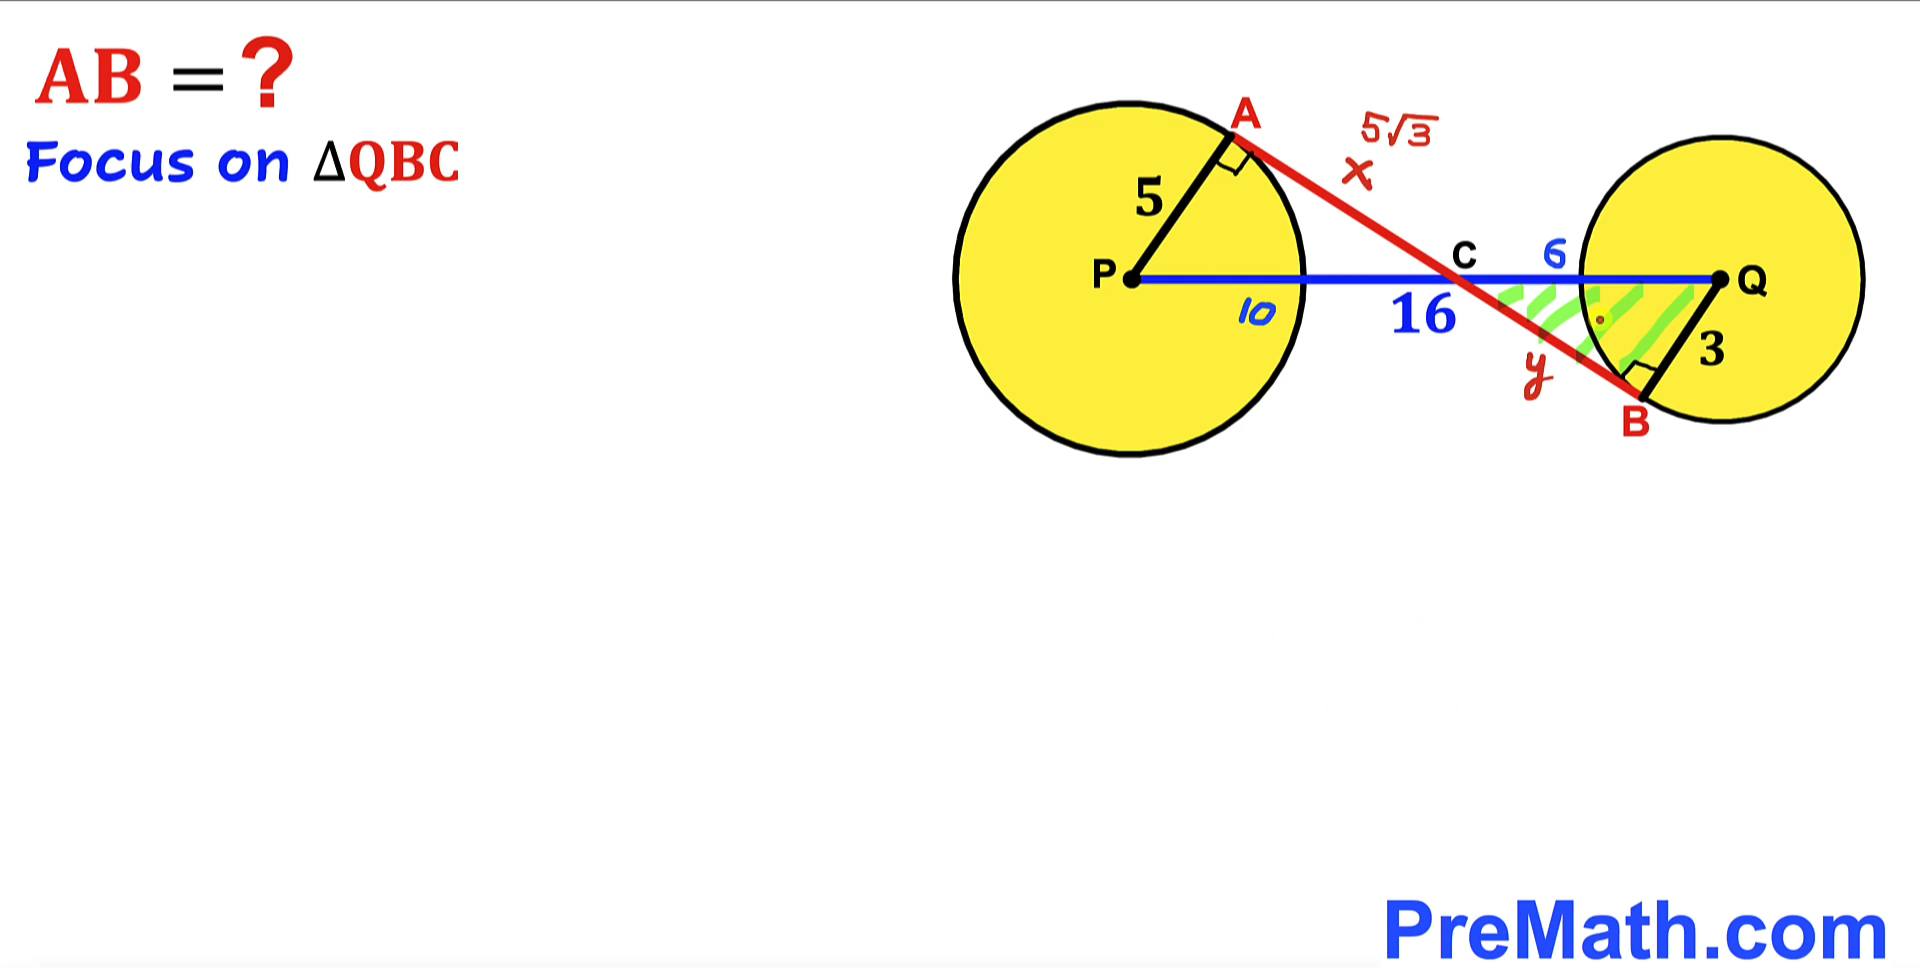 AB = ?
Focus on ΔQBC
A
5√3
x
5
C
6
P
Q
10
16
3
y
B
PreMath.com